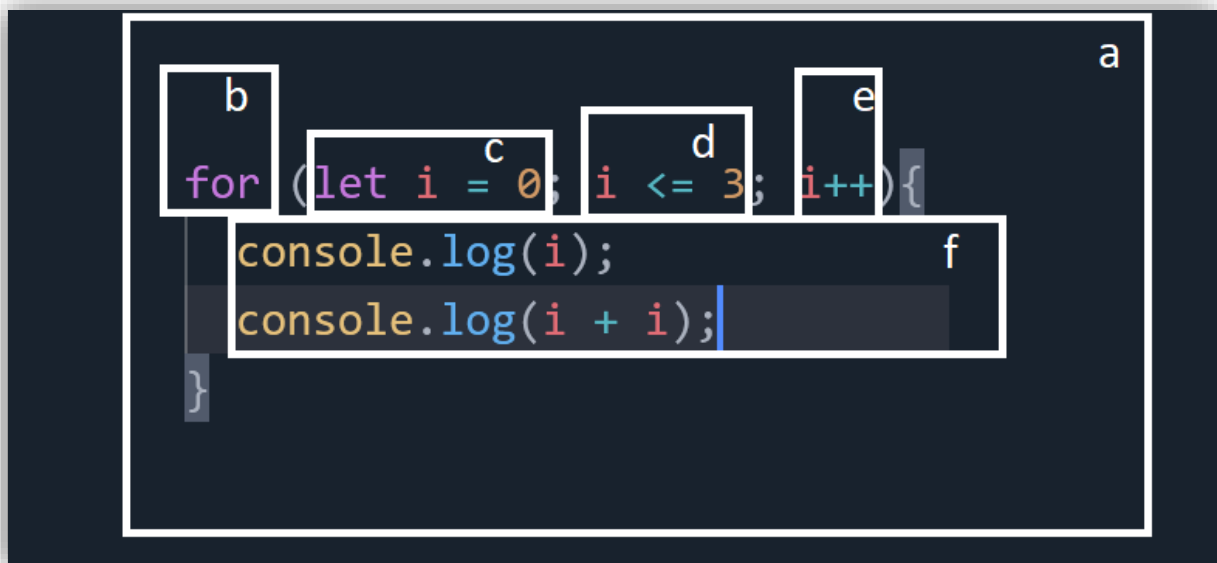 a
b
c
d
e
for (let i = 0; i <= 3; i++){
console.log(i);
f
console.log(i + i);
}